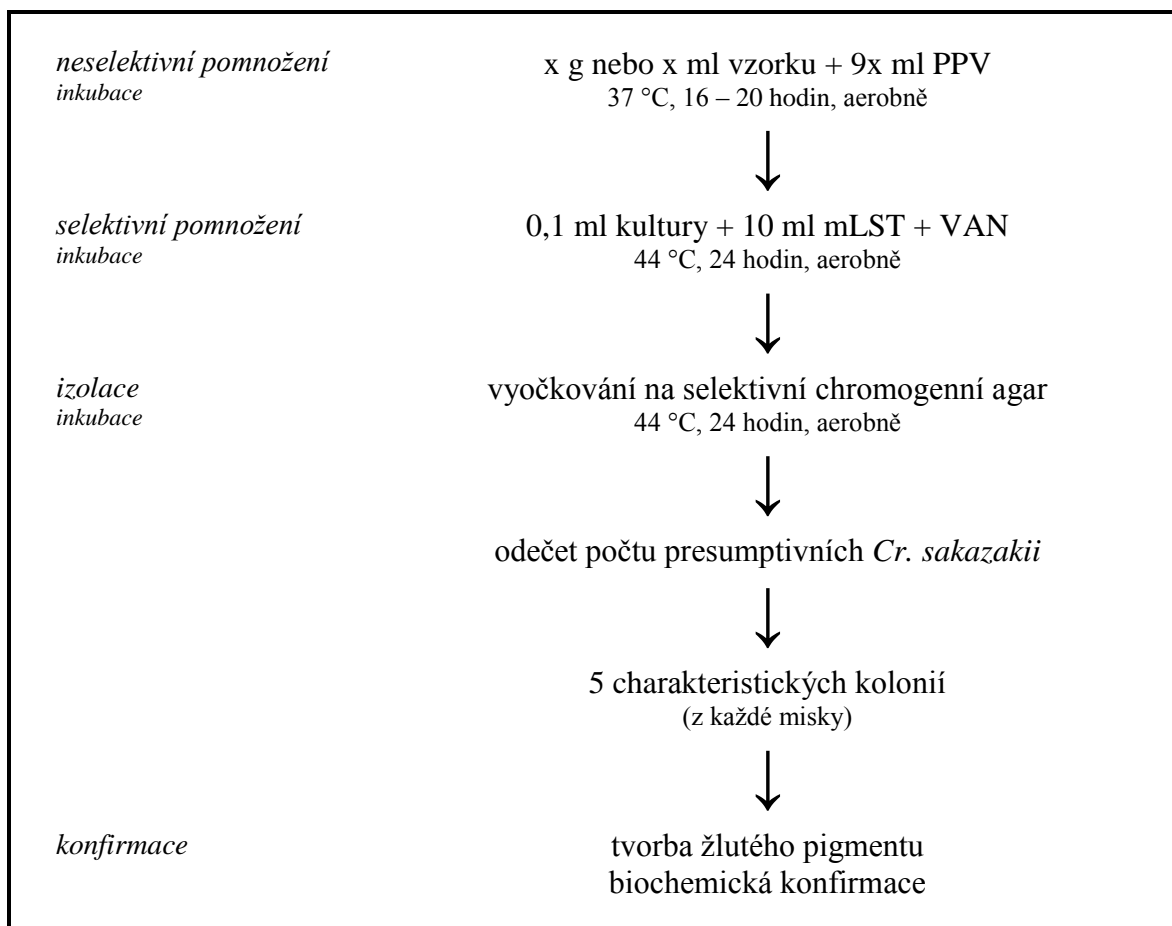 neselektivní pomnožení
inkubace
x g nebo x ml vzorku + 9x ml PPV
37 °C, 16 – 20 hodin, aerobně
selektivní pomnožení
inkubace
0,1 ml kultury + 10 ml mLST + VAN
44 °C, 24 hodin, aerobně
izolace
inkubace
vyočkování na selektivní chromogenní agar
44 °C, 24 hodin, aerobně
odečet počtu presumptivních Cr. sakazakii
5 charakteristických kolonií
(z každé misky)
konfirmace
tvorba žlutého pigmentu
biochemická konfirmace